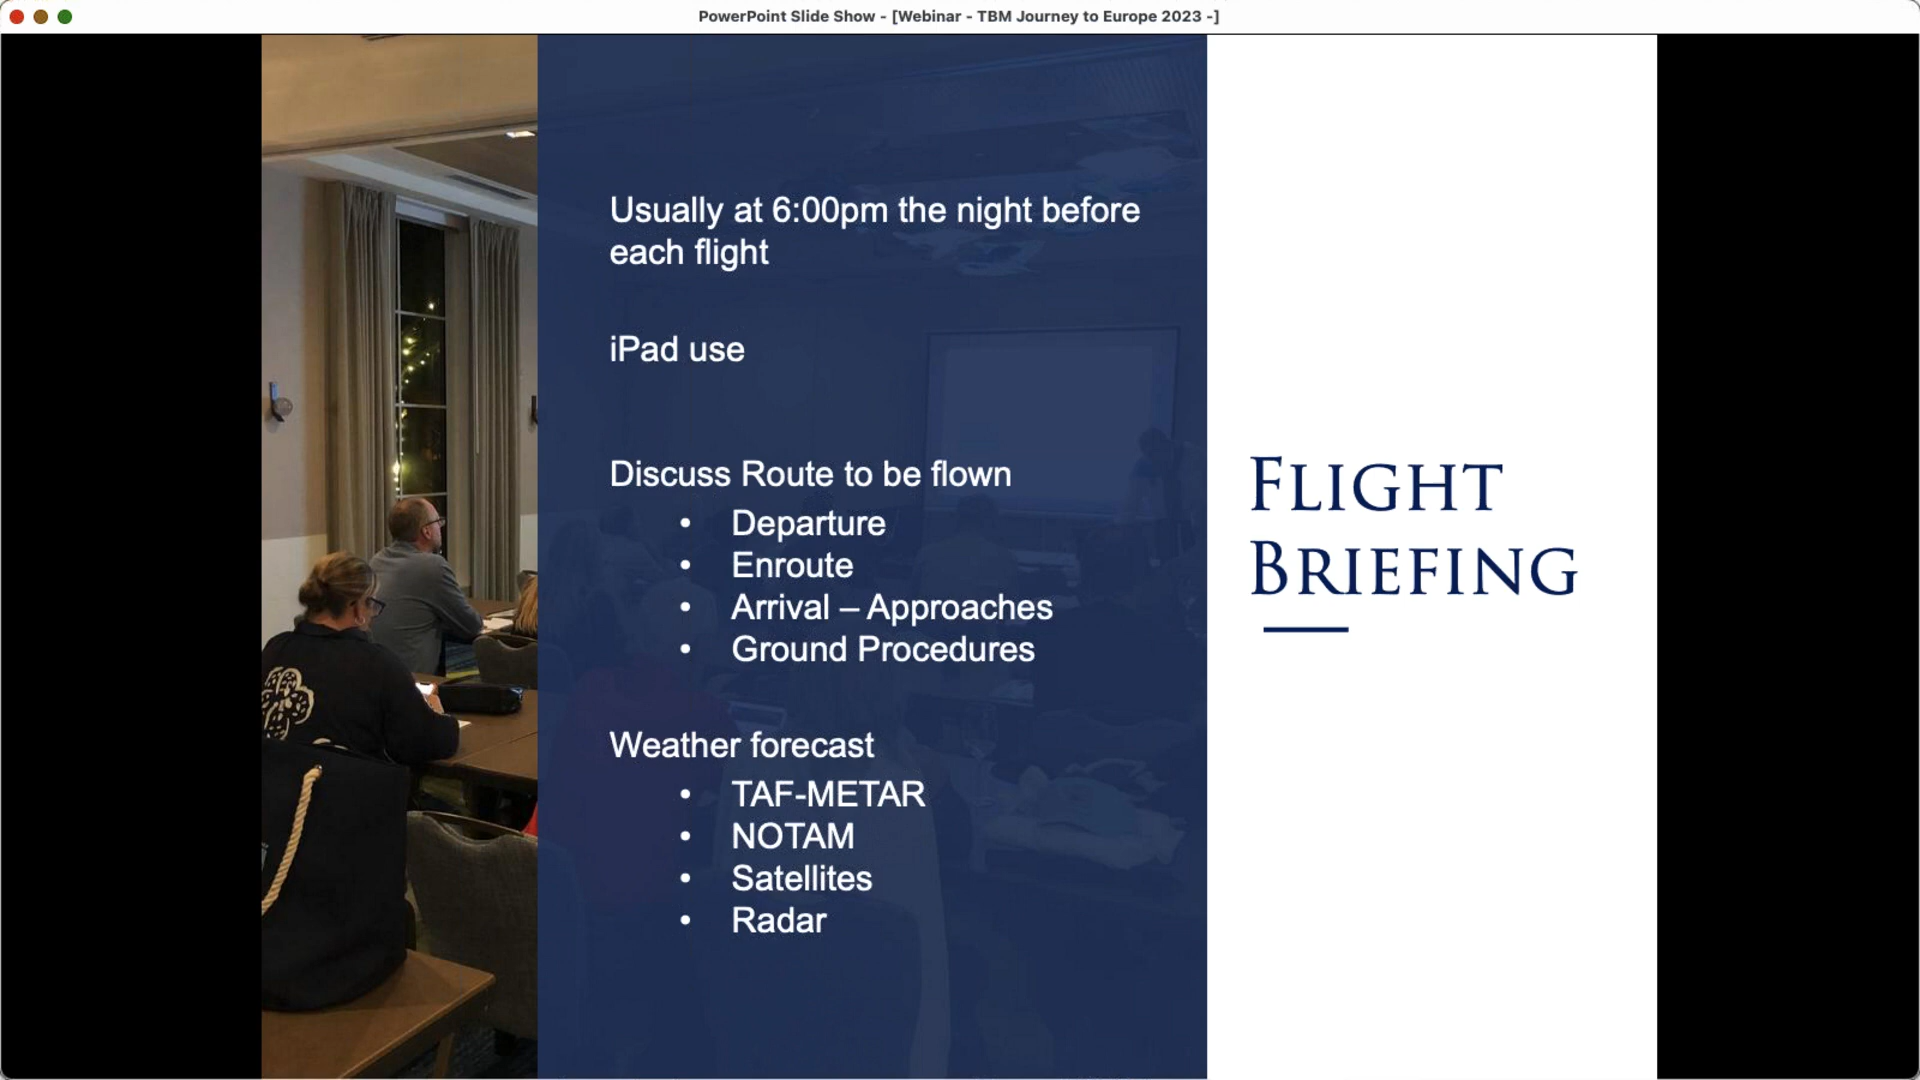 PowerPoint Slide Show - [Webinar - TBM Journey to Europe 2023 -]
Usually at 6:00pm the night before
each flight
iPad use
Discuss Route to be flown
• Departure
• Enroute
• Arrival – Approaches
• Ground Procedures
Weather forecast
• TAF-METAR
• NOTAM
• Satellites
• Radar
FLIGHT
BRIEFING